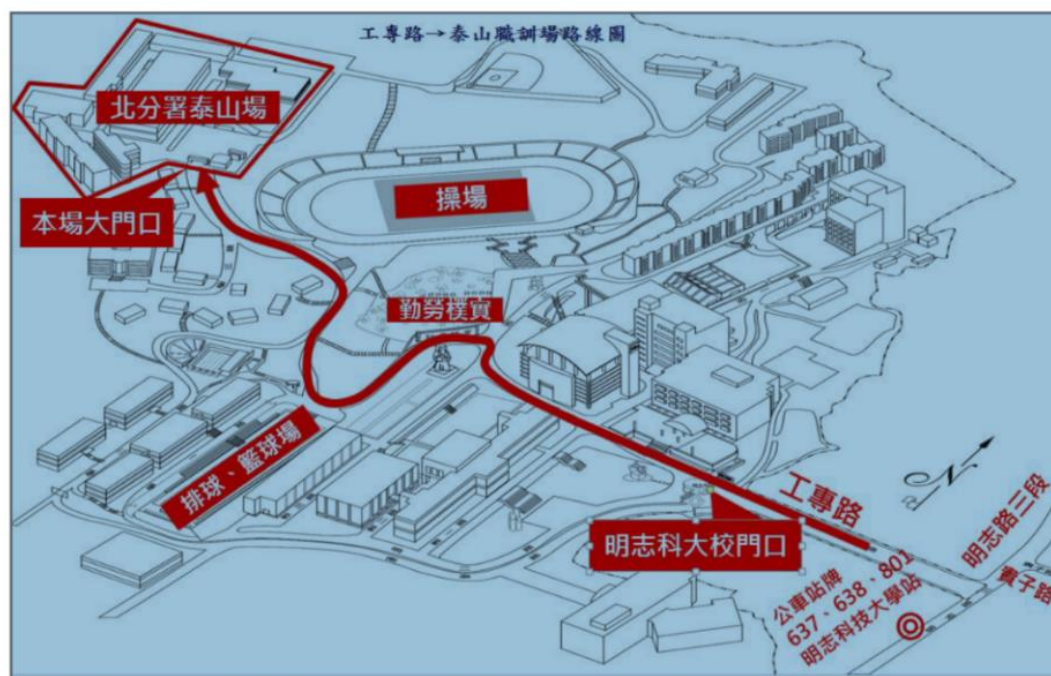 工專路→泰山職訓場路線圖
北分署泰山場
操場
本場大門口
勤勞樸實
排球、籃球場
工專路
明志科大校門口
明志路三段
貴子路
公車站牌
637、638、801
明志科技大學站
N